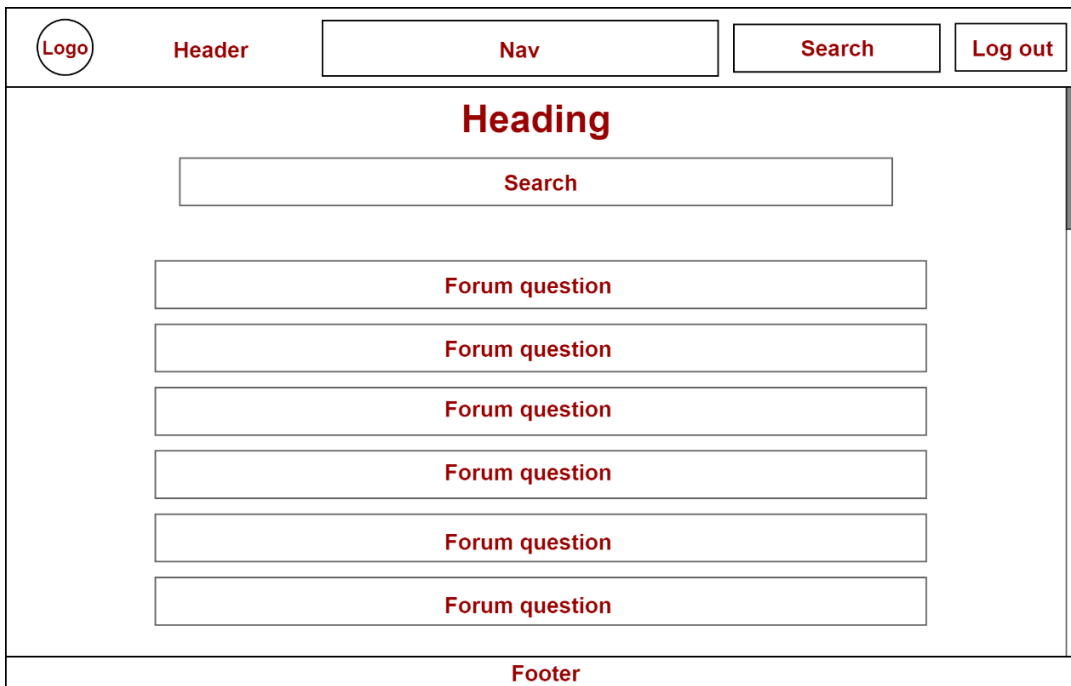 Logo Header Nav Search Log out
Heading
Search
Forum question
Forum question
Forum question
Forum question
Forum question
Forum question
Footer